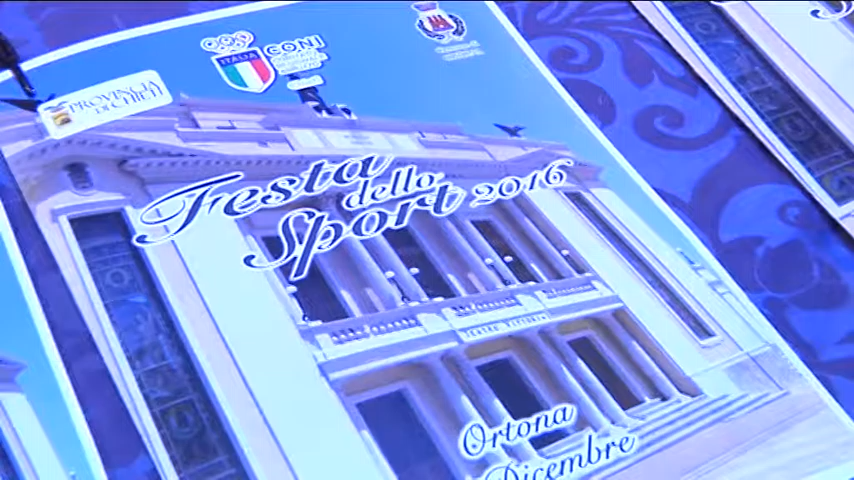 ITALIA
CONI
PROVINCIA
DI CHIETI
Festa
dello
Sport 2016
Ortona
Dicembre